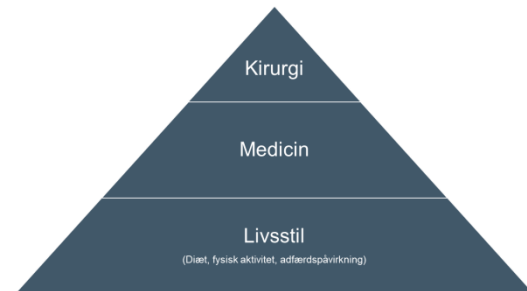 Kirurgi
Medicin
Livsstil
(Diæt, fysisk aktivitet, adfærdspåvirkning)